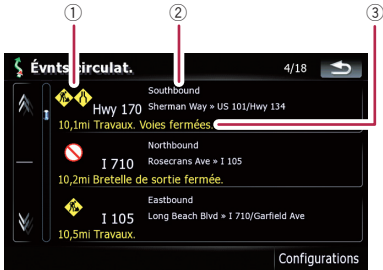 ① ② ③
Évnts circulat. 4/18
Southbound
Hwy 170 Sherman Way » US 101/Hwy 134
10,1mi Travaux. Voies fermées.
Northbound
I 710 Rosecrans Ave » I 105
10,2mi Bretelle de sortie fermée.
Eastbound
I 105 Long Beach Blvd » I 710/Garfield Ave
10,5mi Travaux.
Configurations